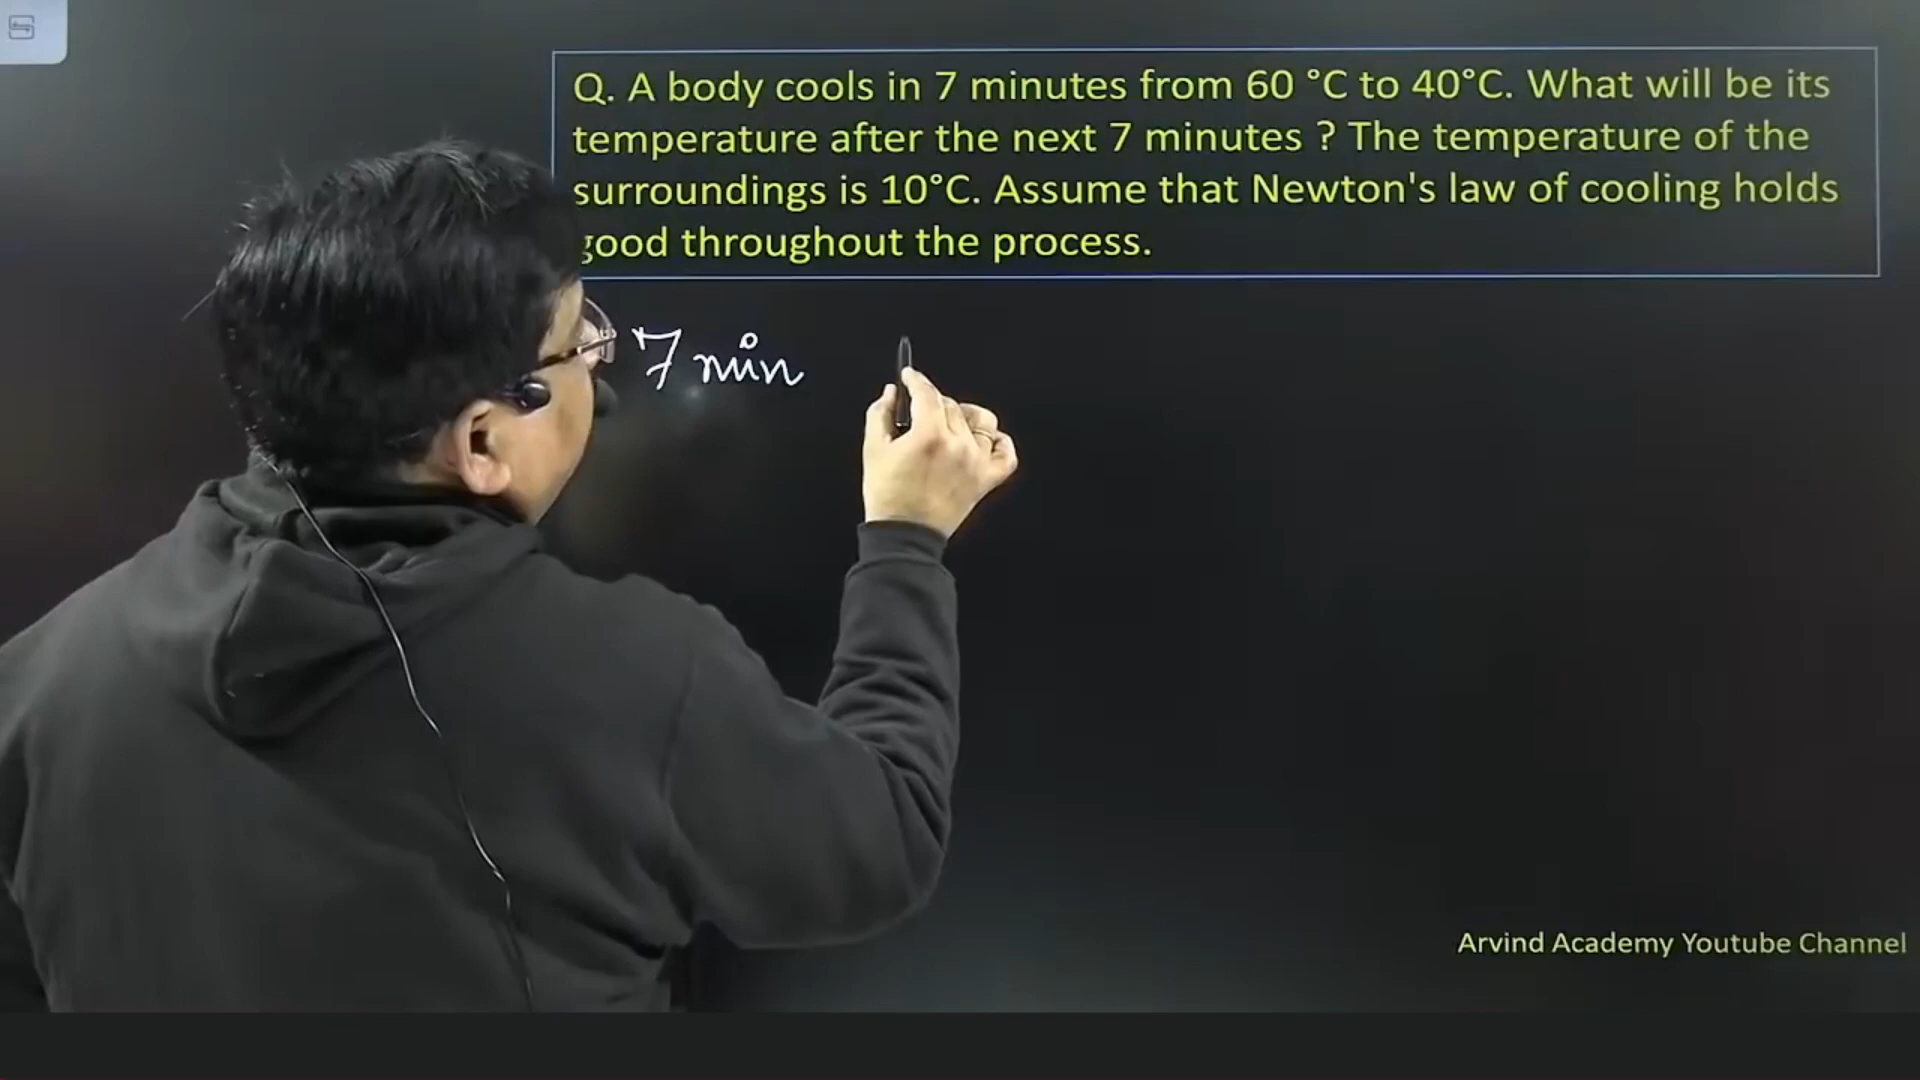 Q. A body cools in 7 minutes from 60 °C to 40°C. What will be its
temperature after the next 7 minutes ? The temperature of the
surroundings is 10°C. Assume that Newton's law of cooling holds
good throughout the process.
7 min
Arvind Academy Youtube Channel